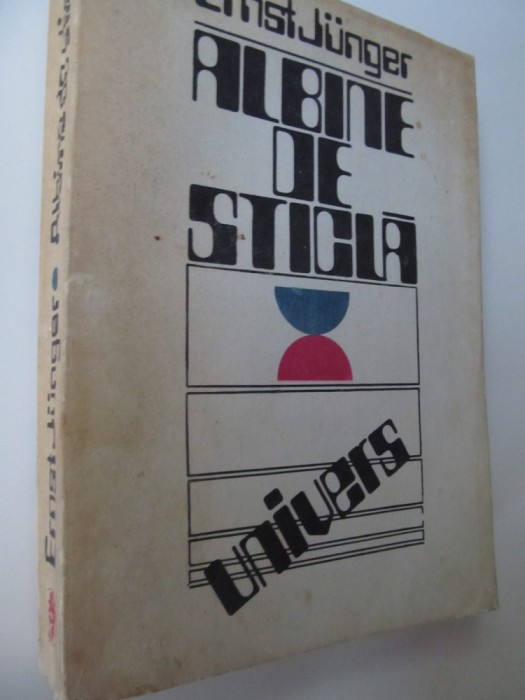 Ernst Jünger
ALBINE
DE
STICLĂ
univers
Ernst Jünger